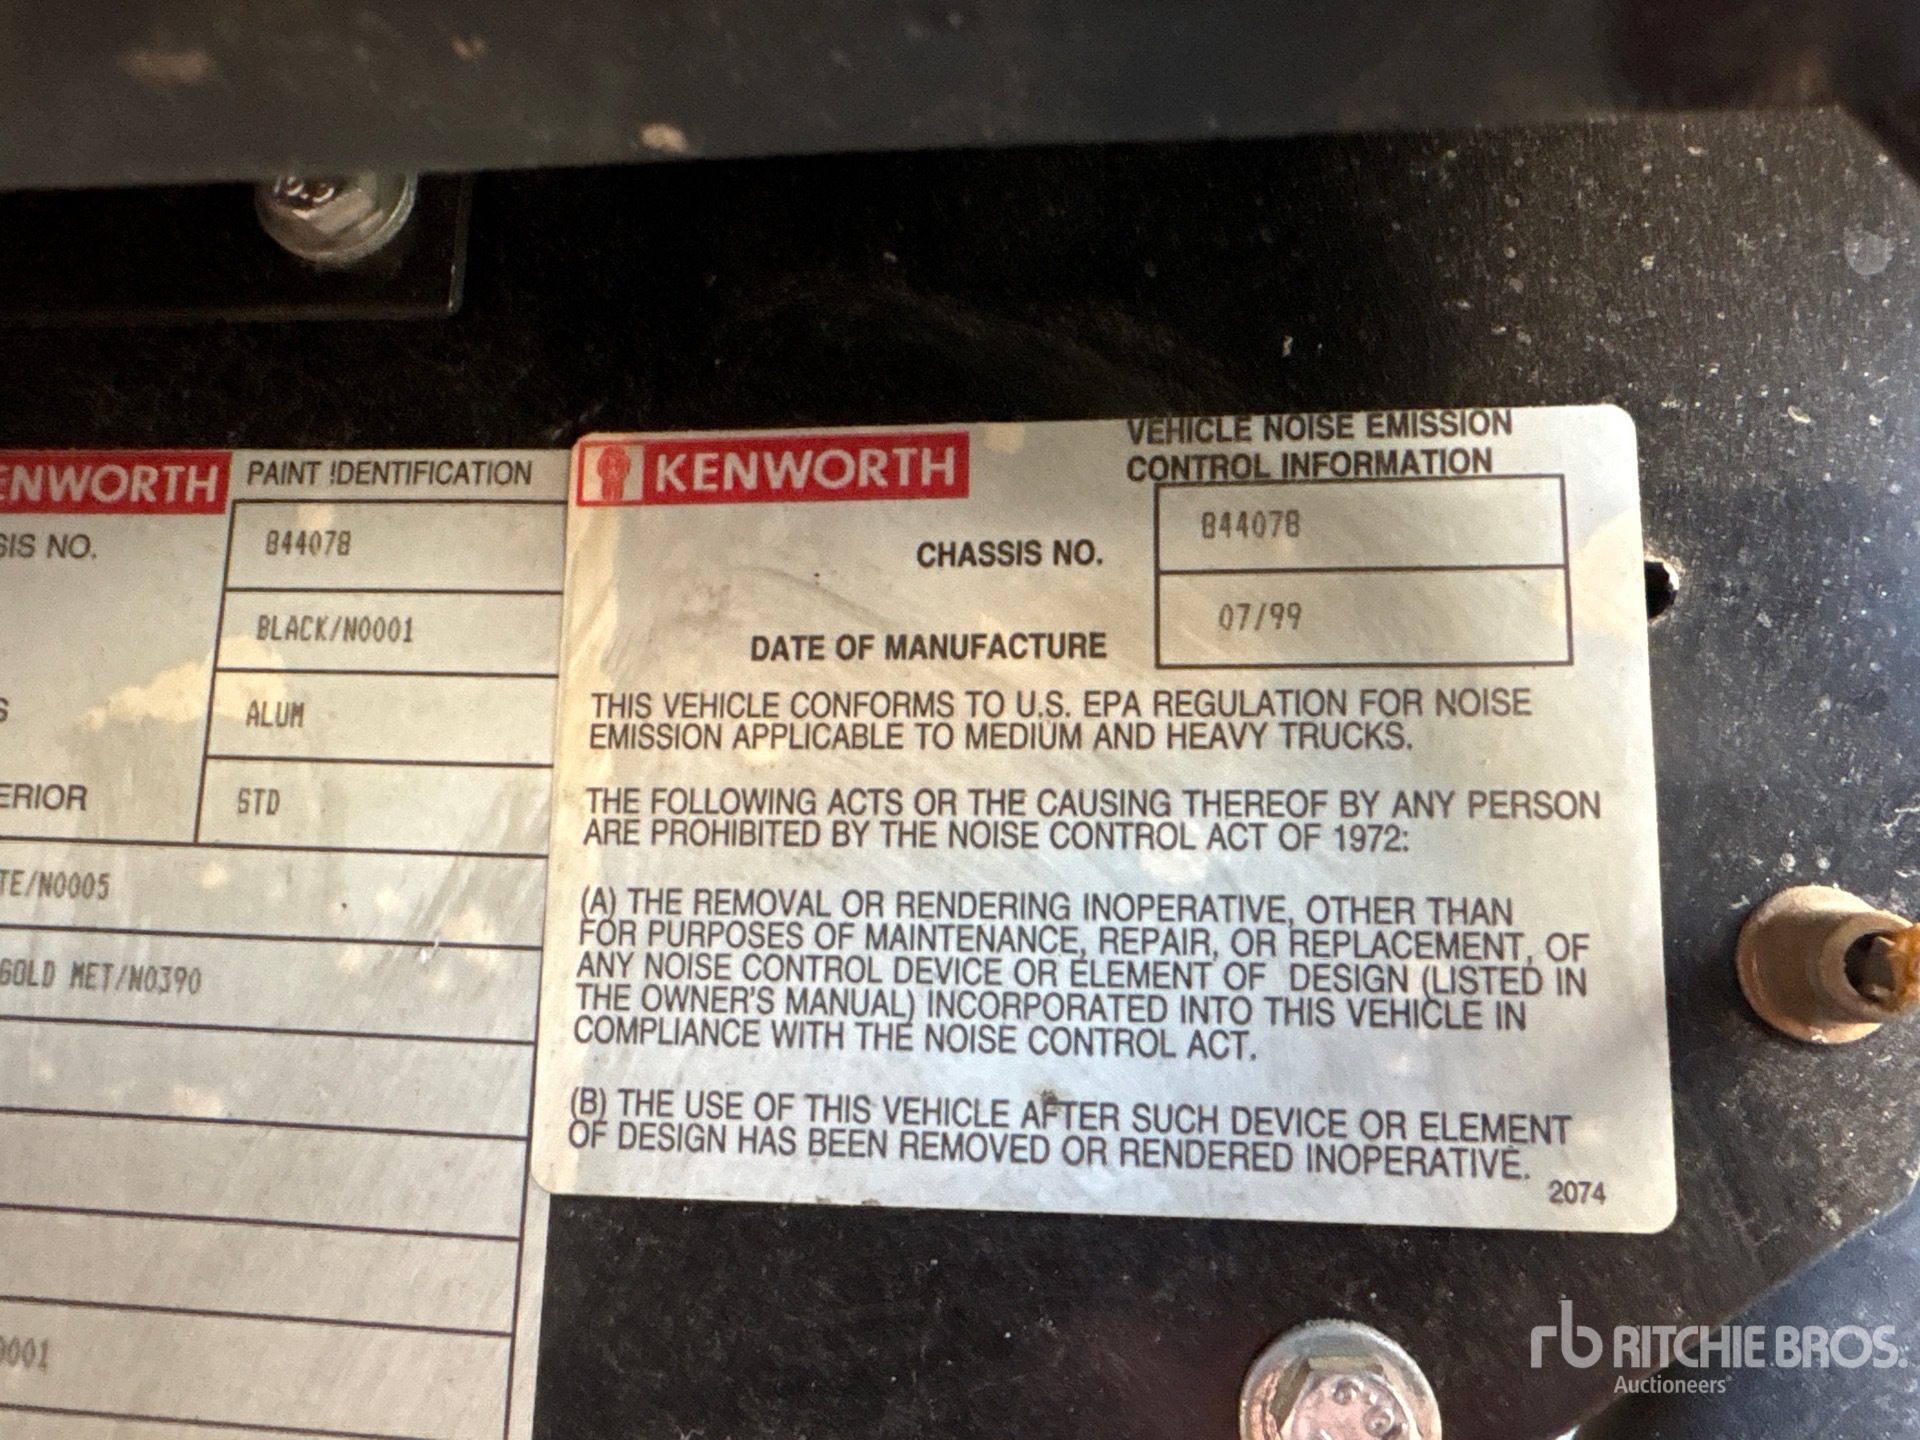 ENWORTH PAINT IDENTIFICATION
SIS NO. 844078
BLACK/N0001
S ALUM
ERIOR STD
TE/N0005
GOLD MET/N0390
0001
KENWORTH
VEHICLE NOISE EMISSION
CONTROL INFORMATION
CHASSIS NO. 844078
DATE OF MANUFACTURE 07/99
THIS VEHICLE CONFORMS TO U.S. EPA REGULATION FOR NOISE
EMISSION APPLICABLE TO MEDIUM AND HEAVY TRUCKS.
THE FOLLOWING ACTS OR THE CAUSING THEREOF BY ANY PERSON
ARE PROHIBITED BY THE NOISE CONTROL ACT OF 1972:
(A) THE REMOVAL OR RENDERING INOPERATIVE, OTHER THAN
FOR PURPOSES OF MAINTENANCE, REPAIR, OR REPLACEMENT, OF
ANY NOISE CONTROL DEVICE OR ELEMENT OF DESIGN (LISTED IN
THE OWNER'S MANUAL) INCORPORATED INTO THIS VEHICLE IN
COMPLIANCE WITH THE NOISE CONTROL ACT.
(B) THE USE OF THIS VEHICLE AFTER SUCH DEVICE OR ELEMENT
OF DESIGN HAS BEEN REMOVED OR RENDERED INOPERATIVE.
2074
rb RITCHIE BROS.
Auctioneers